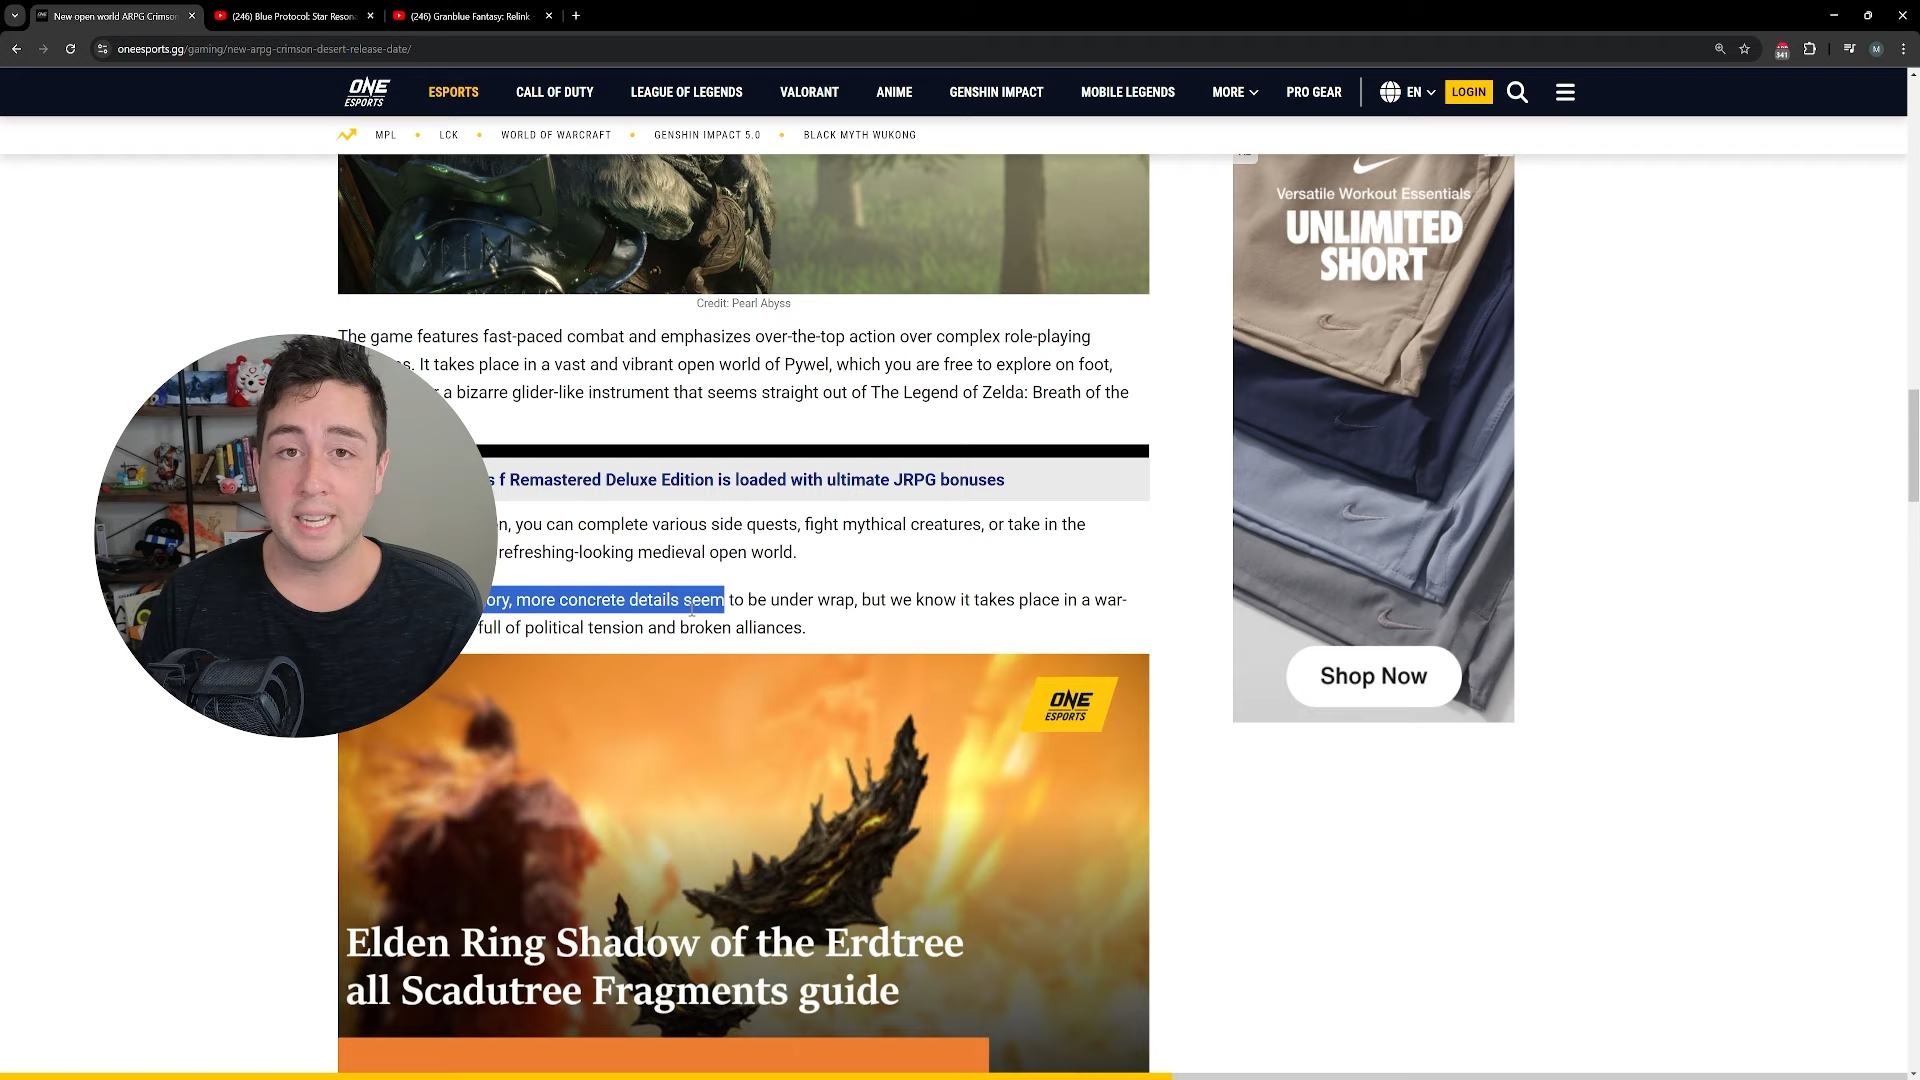 New open world ARPG Crimson
(246) Blue Protocol: Star Reson
(246) Granblue Fantasy: Relink -
oneesports.gg/gaming/new-arpg-crimson-desert-release-date/
341
M
ONE
ESPORTS
ESPORTS
CALL OF DUTY
LEAGUE OF LEGENDS
VALORANT
ANIME
GENSHIN IMPACT
MOBILE LEGENDS
MORE
PRO GEAR
EN
LOGIN
MPL
LCK
WORLD OF WARCRAFT
GENSHIN IMPACT 5.0
BLACK MYTH WUKONG
Versatile Workout Essentials
UNLIMITED
SHORT
Shop Now
Credit: Pearl Abyss
The game features fast-paced combat and emphasizes over-the-top action over complex role-playing
s. It takes place in a vast and vibrant open world of Pywel, which you are free to explore on foot,
r a bizarre glider-like instrument that seems straight out of The Legend of Zelda: Breath of the
s f Remastered Deluxe Edition is loaded with ultimate JRPG bonuses
n, you can complete various side quests, fight mythical creatures, or take in the
refreshing-looking medieval open world.
ory, more concrete details seem to be under wrap, but we know it takes place in a war-
full of political tension and broken alliances.
ONE
ESPORTS
Elden Ring Shadow of the Erdtree
all Scadutree Fragments guide